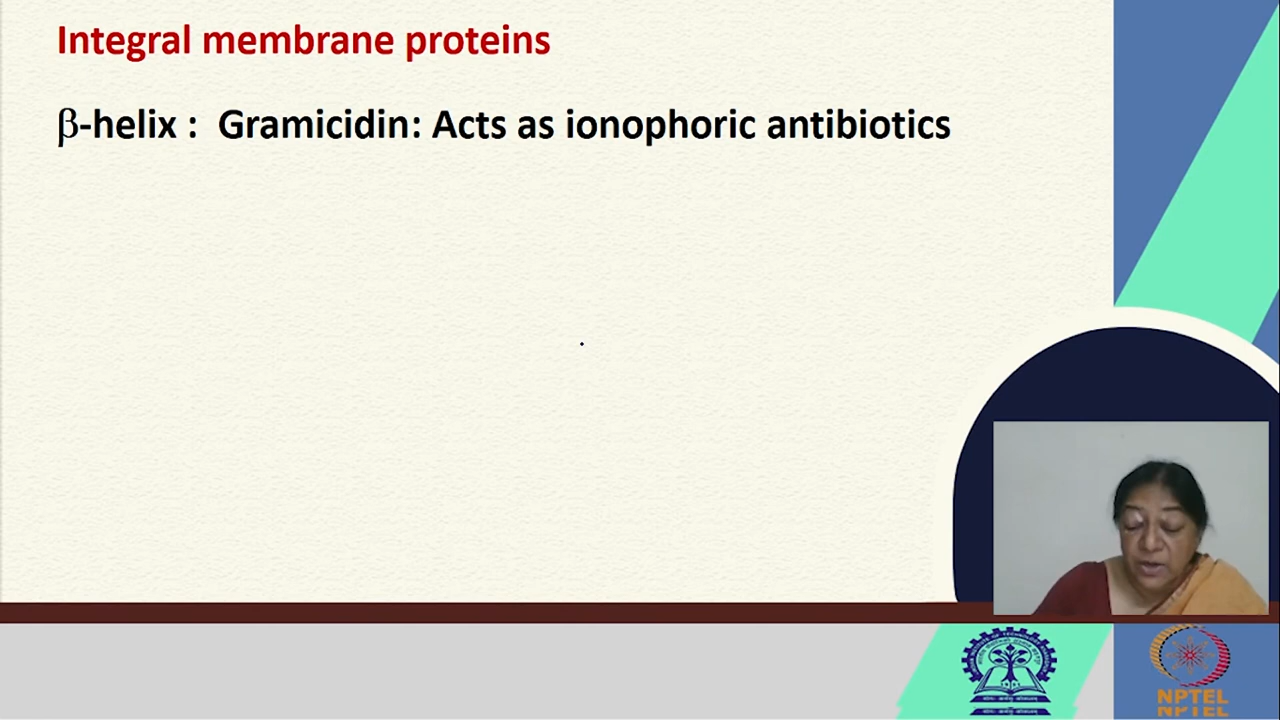 Integral membrane proteins
β-helix : Gramicidin: Acts as ionophoric antibiotics
NPTEL